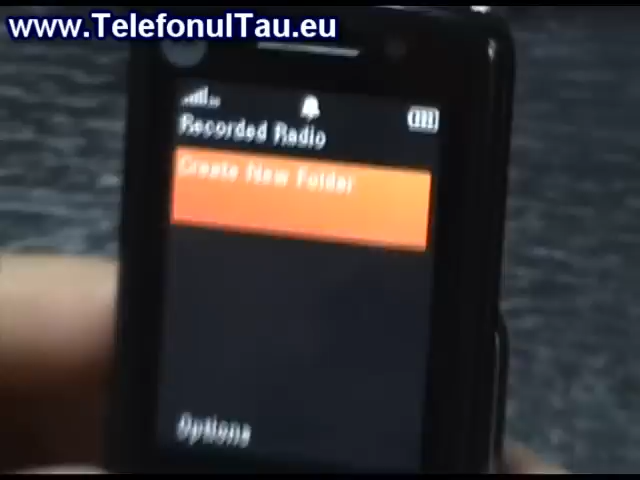 www.TelefonulTau.eu
Recorded Radio
Create New Folder
Options